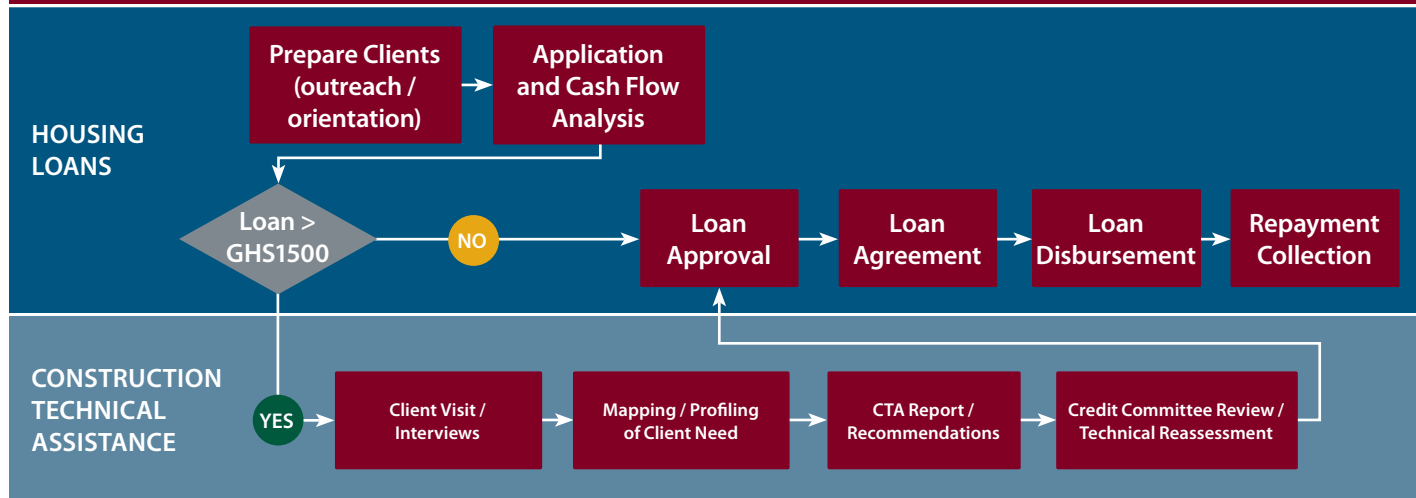 HOUSING
LOANS
Prepare Clients
(outreach /
orientation)
Application
and Cash Flow
Analysis
Loan >
GHS1500
NO
Loan
Approval
Loan
Agreement
Loan
Disbursement
Repayment
Collection
CONSTRUCTION
TECHNICAL
ASSISTANCE
YES
Client Visit /
Interviews
Mapping / Profiling
of Client Need
CTA Report /
Recommendations
Credit Committee Review /
Technical Reassessment